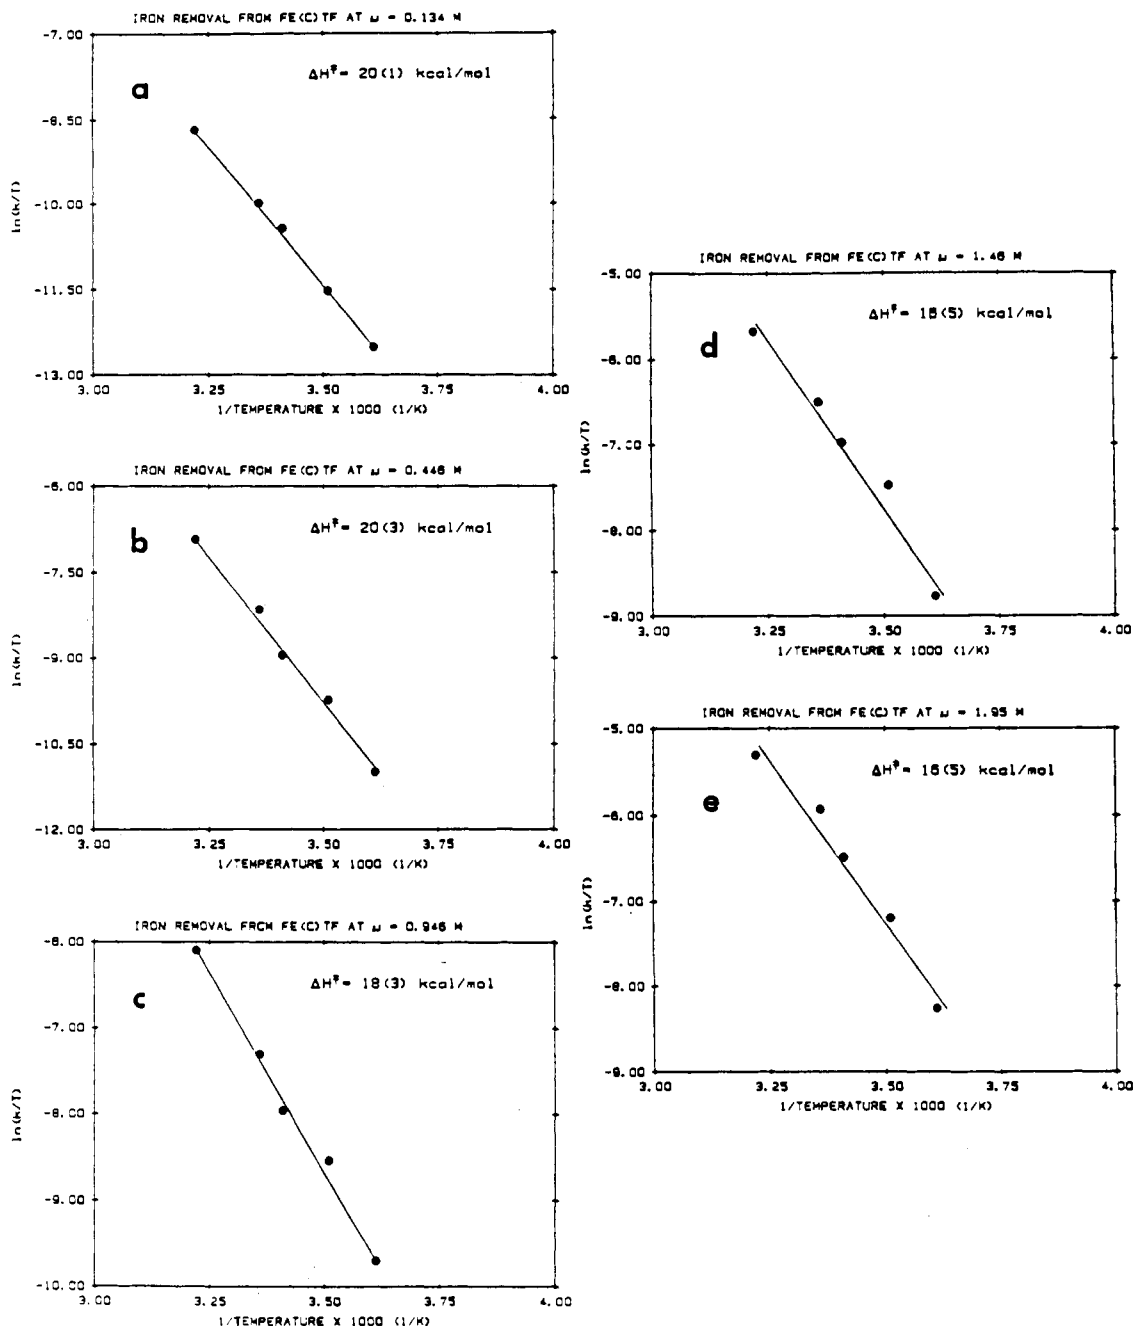 IRON REMOVAL FROM FE(C)TF AT μ = 0.134 M
a
ΔH‡= 20(1) kcal/mol
ln(k/T)
-7.00
-8.50
-10.00
-11.50
-13.00
3.00 3.25 3.50 3.75 4.00
1/TEMPERATURE X 1000 (1/K)
IRON REMOVAL FROM FE(C)TF AT μ = 0.446 M
b
ΔH‡= 20(3) kcal/mol
ln(k/T)
-6.00
-7.50
-9.00
-10.50
-12.00
3.00 3.25 3.50 3.75 4.00
1/TEMPERATURE X 1000 (1/K)
IRON REMOVAL FROM FE(C)TF AT μ = 0.946 M
c
ΔH‡= 18(3) kcal/mol
ln(k/T)
-6.00
-7.00
-8.00
-9.00
-10.00
3.00 3.25 3.50 3.75 4.00
1/TEMPERATURE X 1000 (1/K)
IRON REMOVAL FROM FE(C)TF AT μ = 1.46 M
d
ΔH‡= 16(5) kcal/mol
ln(k/T)
-5.00
-6.00
-7.00
-8.00
-9.00
3.00 3.25 3.50 3.75 4.00
1/TEMPERATURE X 1000 (1/K)
IRON REMOVAL FROM FE(C)TF AT μ = 1.95 M
e
ΔH‡= 16(5) kcal/mol
ln(k/T)
-5.00
-6.00
-7.00
-8.00
-9.00
3.00 3.25 3.50 3.75 4.00
1/TEMPERATURE X 1000 (1/K)